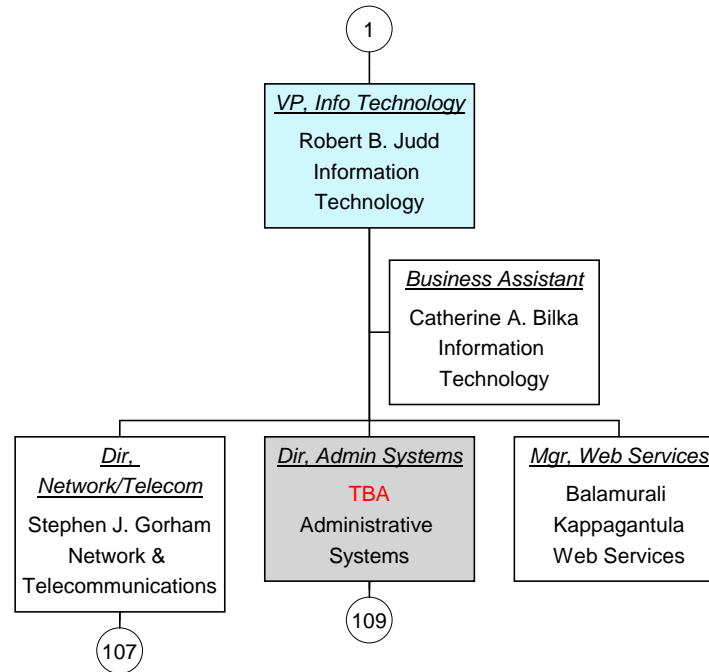 1
VP, Info Technology
Robert B. Judd
Information
Technology
Business Assistant
Catherine A. Bilka
Information
Technology
Dir,
Network/Telecom
Stephen J. Gorham
Network &
Telecommunications
107
Dir, Admin Systems
TBA
Administrative
Systems
109
Mgr, Web Services
Balamurali
Kappagantula
Web Services